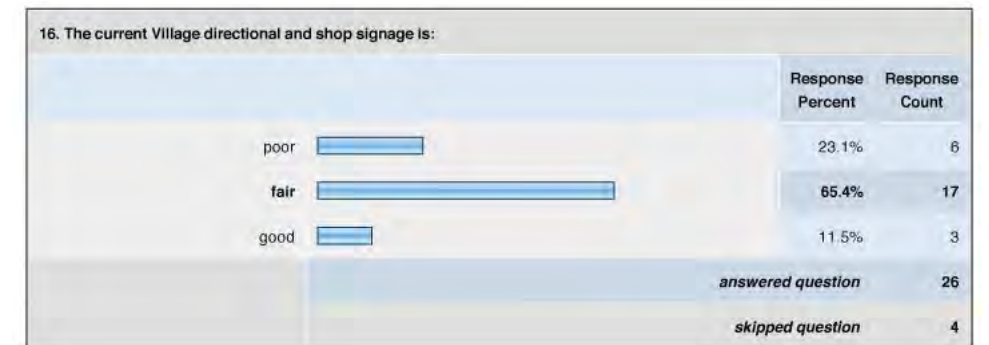 16. The current Village directional and shop signage is:
Response Percent Response Count
poor 23.1% 6
fair 65.4% 17
good 11.5% 3
answered question 26
skipped question 4